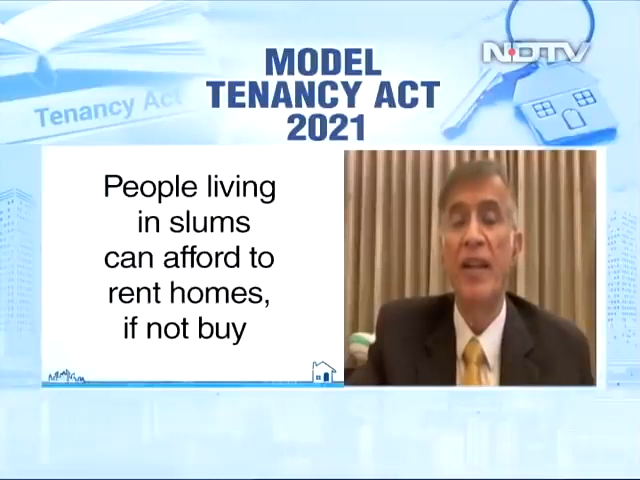 NDTV
MODEL
TENANCY ACT
2021
Tenancy Act
People living
in slums
can afford to
rent homes,
if not buy